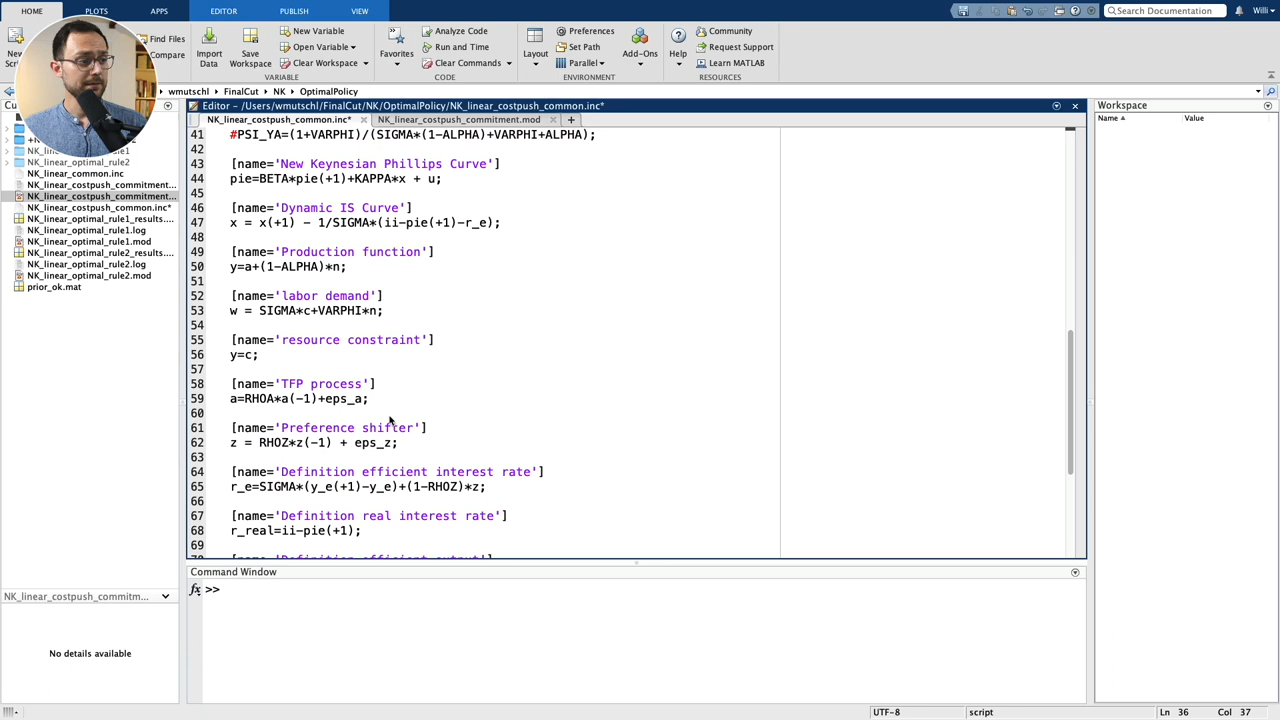 HOME
PLOTS
APPS
EDITOR
PUBLISH
VIEW
Search Documentation
Willi
New
Find Files
Compare
Import
Data
Save
Workspace
New Variable
Open Variable
Clear Workspace
VARIABLE
Favorites
Analyze Code
Run and Time
Clear Commands
CODE
Layout
Preferences
Set Path
Parallel
ENVIRONMENT
Add-Ons
Help
Community
Request Support
Learn MATLAB
RESOURCES
wmutschl ▸ FinalCut ▸ NK ▸ OptimalPolicy
Editor - /Users/wmutschl/FinalCut/NK/OptimalPolicy/NK_linear_costpush_common.inc*
NK_linear_costpush_common.inc*
NK_linear_costpush_commitment.mod
NK_linear_optimal_rule2
NK_linear_common.inc
NK_linear_costpush_commitment...
NK_linear_costpush_commitment...
NK_linear_costpush_common.inc*
NK_linear_optimal_rule1_results....
NK_linear_optimal_rule1.log
NK_linear_optimal_rule1.mod
NK_linear_optimal_rule2_results....
NK_linear_optimal_rule2.log
NK_linear_optimal_rule2.mod
prior_ok.mat
NK_linear_costpush_commitm...
No details available
41 #PSI_YA=(1+VARPHI)/(SIGMA*(1-ALPHA)+VARPHI+ALPHA);
42
43 [name='New Keynesian Phillips Curve']
44 pie=BETA*pie(+1)+KAPPA*x + u;
45
46 [name='Dynamic IS Curve']
47 x = x(+1) - 1/SIGMA*(ii-pie(+1)-r_e);
48
49 [name='Production function']
50 y=a+(1-ALPHA)*n;
51
52 [name='labor demand']
53 w = SIGMA*c+VARPHI*n;
54
55 [name='resource constraint']
56 y=c;
57
58 [name='TFP process']
59 a=RHOA*a(-1)+eps_a;
60
61 [name='Preference shifter']
62 z = RHOZ*z(-1) + eps_z;
63
64 [name='Definition efficient interest rate']
65 r_e=SIGMA*(y_e(+1)-y_e)+(1-RHOZ)*z;
66
67 [name='Definition real interest rate']
68 r_real=ii-pie(+1);
69
Command Window
fx >>
Workspace
Name
Value
UTF-8
script
Ln 36
Col 37